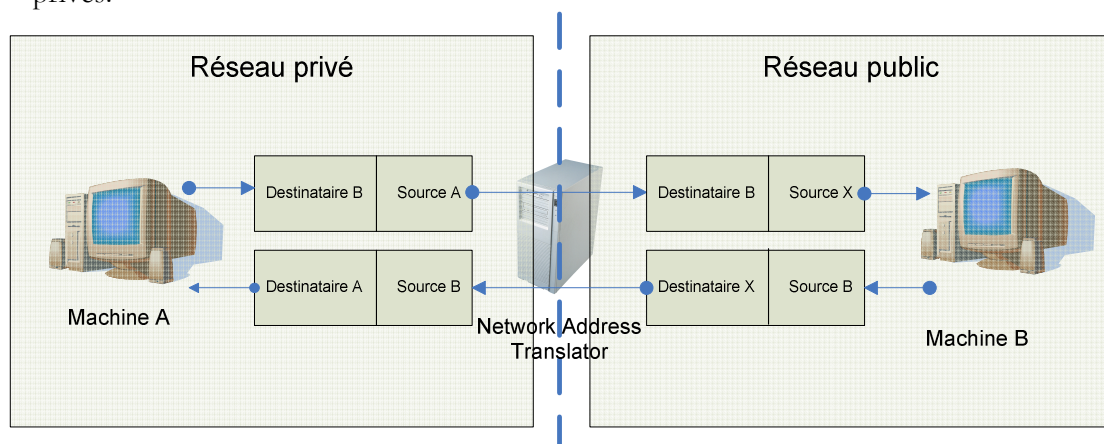 privés.
Réseau privé
Réseau public
Destinataire B
Source A
Destinataire B
Source X
Destinataire A
Source B
Destinataire X
Source B
Machine A
Network Address
Translator
Machine B